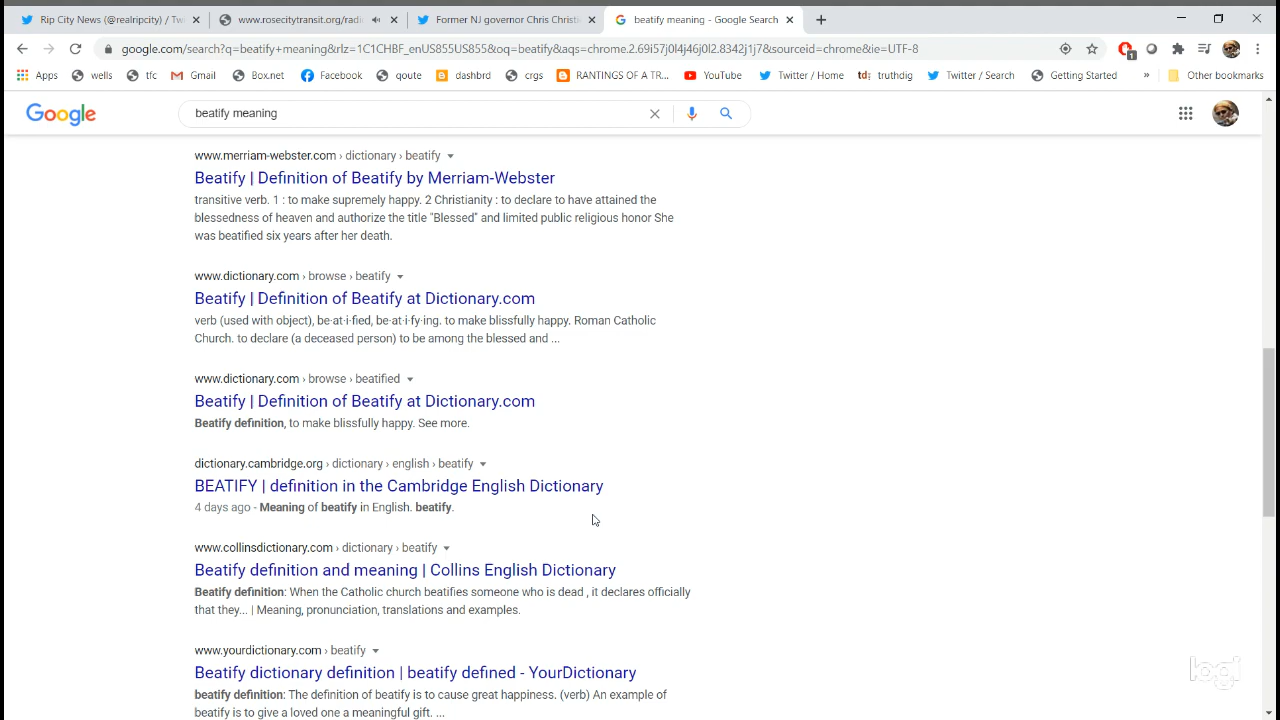 Rip City News (@realripcity) / Tw
www.rosecitytransit.org/radi
Former NJ governor Chris Christi
beatify meaning - Google Search
google.com/search?q=beatify+meaning&rlz=1C1CHBF_enUS855US855&oq=beatify&aqs=chrome.2.69i57j0l4j46j0l2.8342j1j7&sourceid=chrome&ie=UTF-8
1
Apps wells tfc Gmail Box.net Facebook qoute dashbrd crgs RANTINGS OF A TR... YouTube Twitter / Home td: truthdig Twitter / Search Getting Started » Other bookmarks
Google
beatify meaning
www.merriam-webster.com › dictionary › beatify
Beatify | Definition of Beatify by Merriam-Webster
transitive verb. 1 : to make supremely happy. 2 Christianity : to declare to have attained the
blessedness of heaven and authorize the title "Blessed" and limited public religious honor She
was beatified six years after her death.
www.dictionary.com › browse › beatify
Beatify | Definition of Beatify at Dictionary.com
verb (used with object), be·at·i·fied, be·at·i·fy·ing. to make blissfully happy. Roman Catholic
Church. to declare (a deceased person) to be among the blessed and ...
www.dictionary.com › browse › beatified
Beatify | Definition of Beatify at Dictionary.com
Beatify definition, to make blissfully happy. See more.
dictionary.cambridge.org › dictionary › english › beatify
BEATIFY | definition in the Cambridge English Dictionary
4 days ago - Meaning of beatify in English. beatify.
www.collinsdictionary.com › dictionary › beatify
Beatify definition and meaning | Collins English Dictionary
Beatify definition: When the Catholic church beatifies someone who is dead , it declares officially
that they... | Meaning, pronunciation, translations and examples.
www.yourdictionary.com › beatify
Beatify dictionary definition | beatify defined - YourDictionary
beatify definition: The definition of beatify is to cause great happiness. (verb) An example of
beatify is to give a loved one a meaningful gift. ...
logi